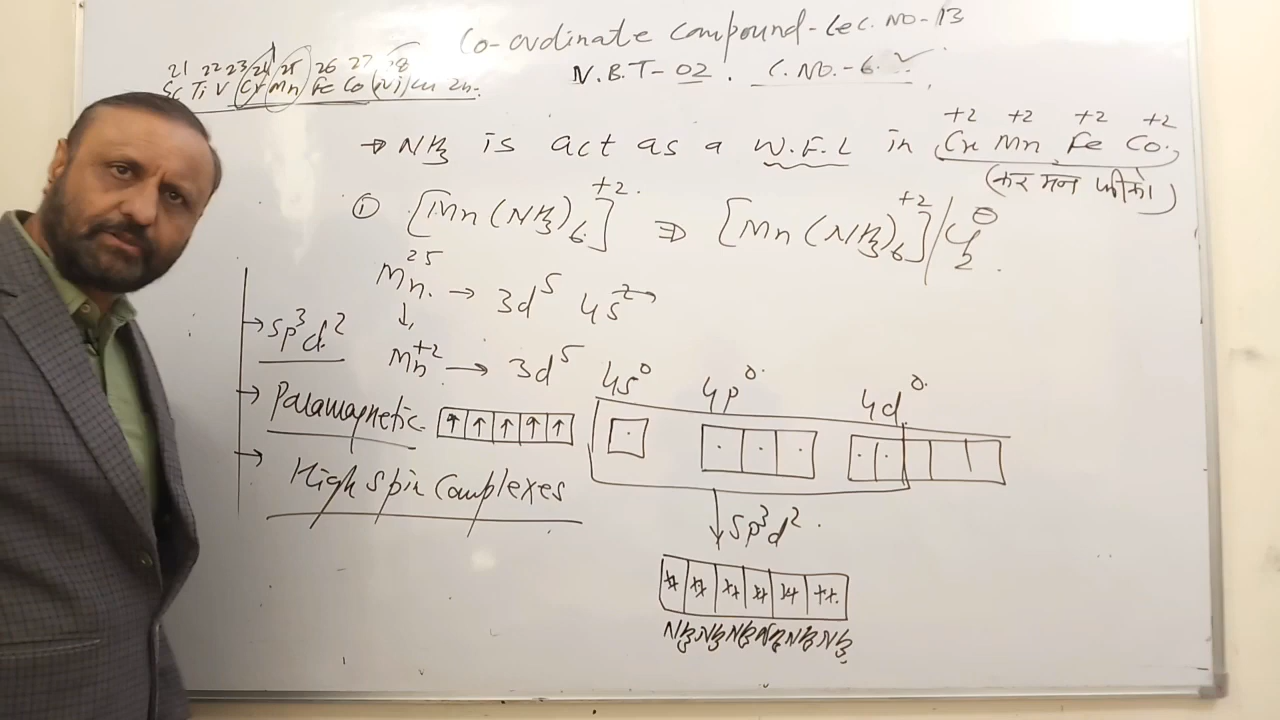 Co-ordinate Compound - Lec. No - 13
N.B.T - 02 . C. NO. - 6.
21 22 23 24 25 26 27 28
Sc Ti V Cr Mn Fe Co (Ni) Cu Zn.
+2 +2 +2 +2
→ NH3 is act as a W.F.L in Cr Mn Fe Co.
① [Mn(NH3)6]+2. ⇒ [Mn(NH3)6]+2/Cl2⊖.
Mn.25 → 3d5 4s2
↓
Mn+2 → 3d5 4s0 4p0. 4d0.
→ sp3d2
→ Paramagnetic.
↑ ↑ ↑ ↑ ↑
→ High Spin Complexes
↓ sp3d2.
NH3 NH3 NH3 NH3 NH3 NH3.